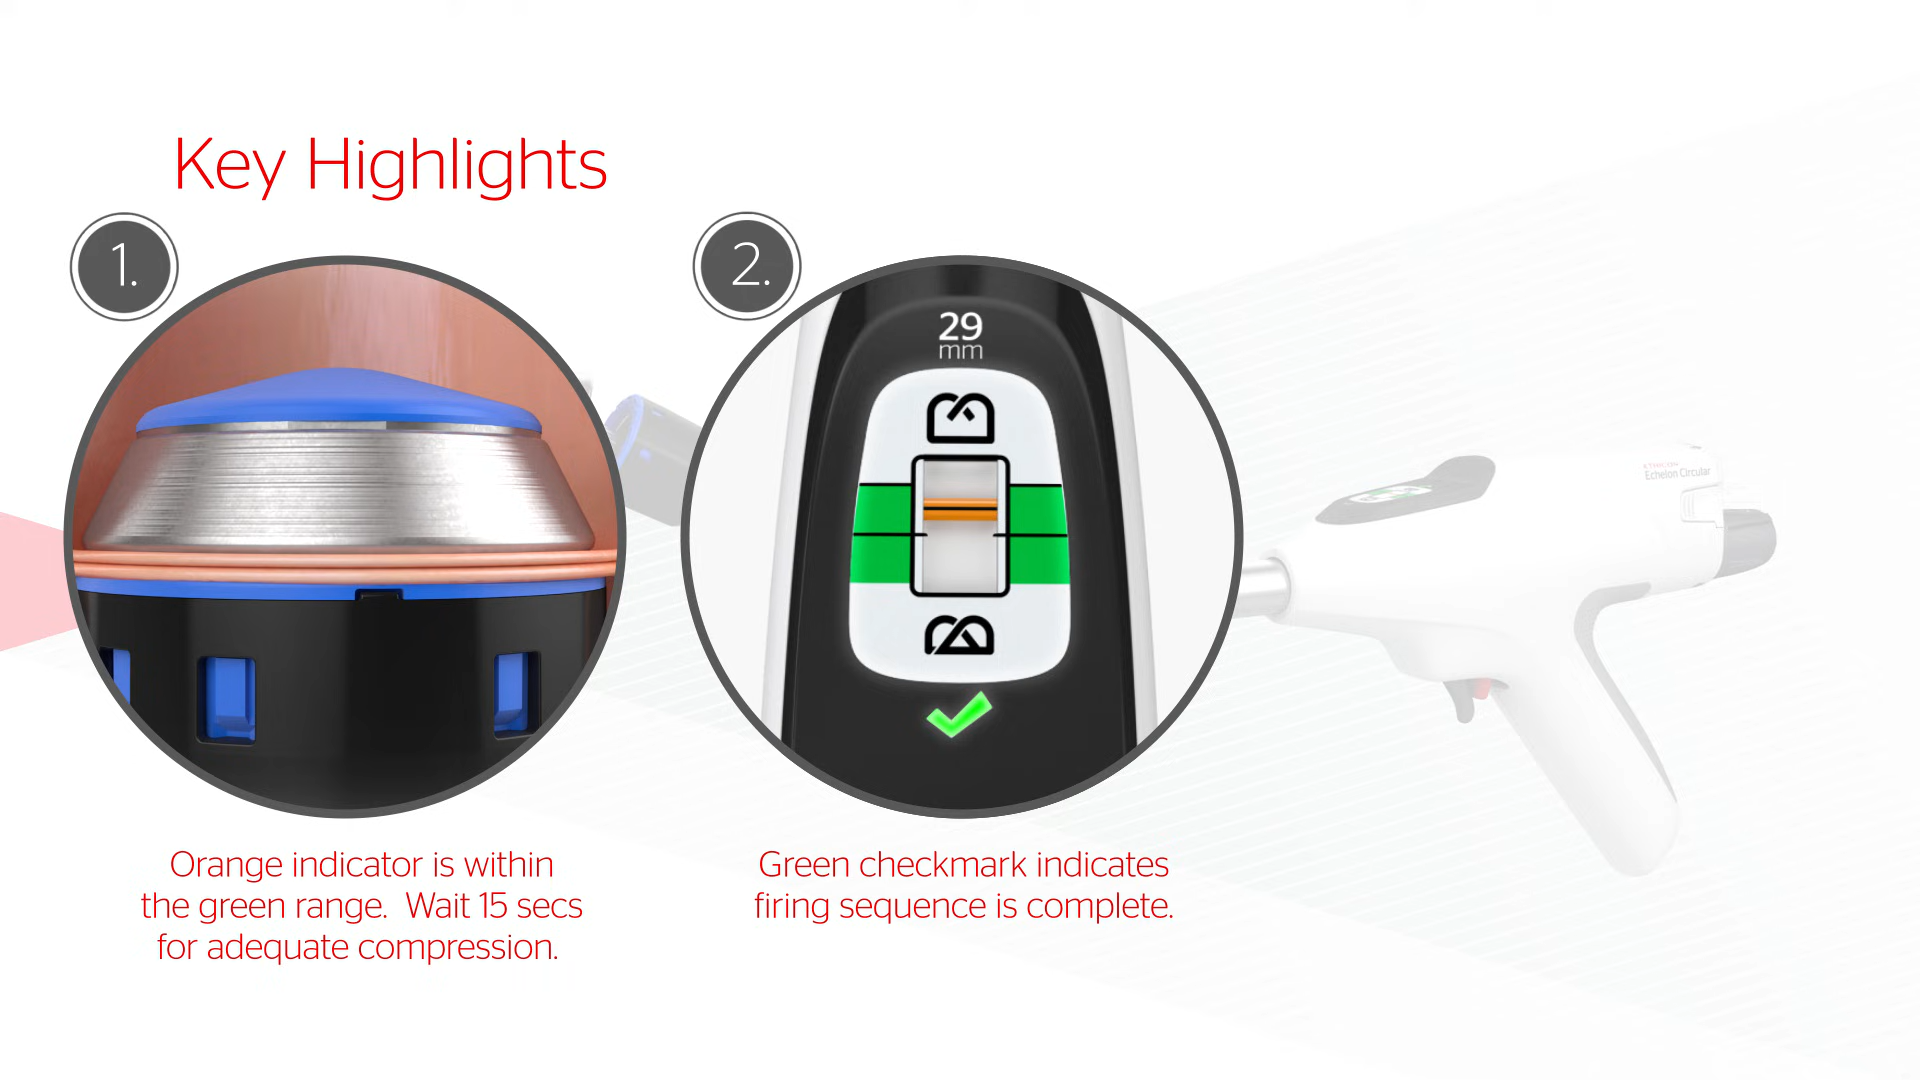 Key Highlights
1.
2.
29
mm
ETHICON
Echelon Circular
Orange indicator is within
the green range. Wait 15 secs
for adequate compression.
Green checkmark indicates
firing sequence is complete.